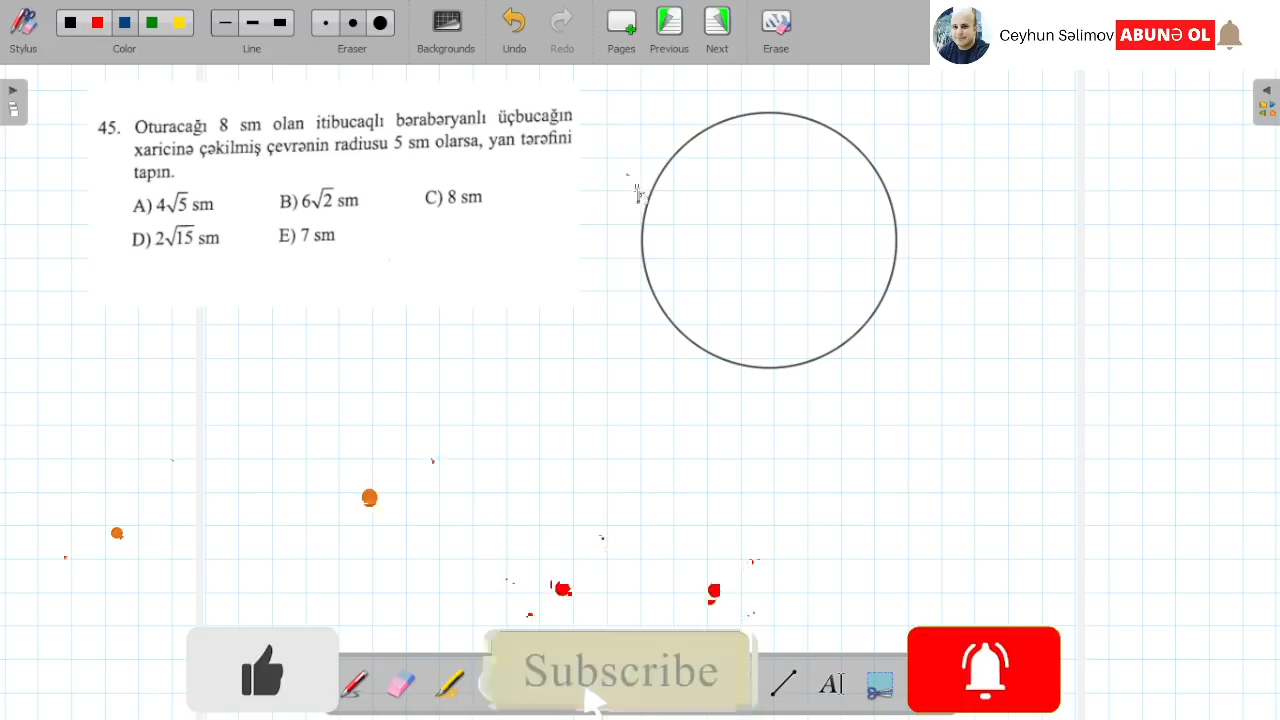 Stylus
Color
Line
Eraser
Backgrounds
Undo
Redo
Pages
Previous
Next
Erase
Ceyhun Səlimov ABUNƏ OL
45. Oturacağı 8 sm olan itibucaqlı bərabəryanlı üçbucağın
xaricinə çəkilmiş çevrənin radiusu 5 sm olarsa, yan tərəfini
tapın.
A) 4√5 sm B) 6√2 sm C) 8 sm
D) 2√15 sm E) 7 sm
Subscribe
A